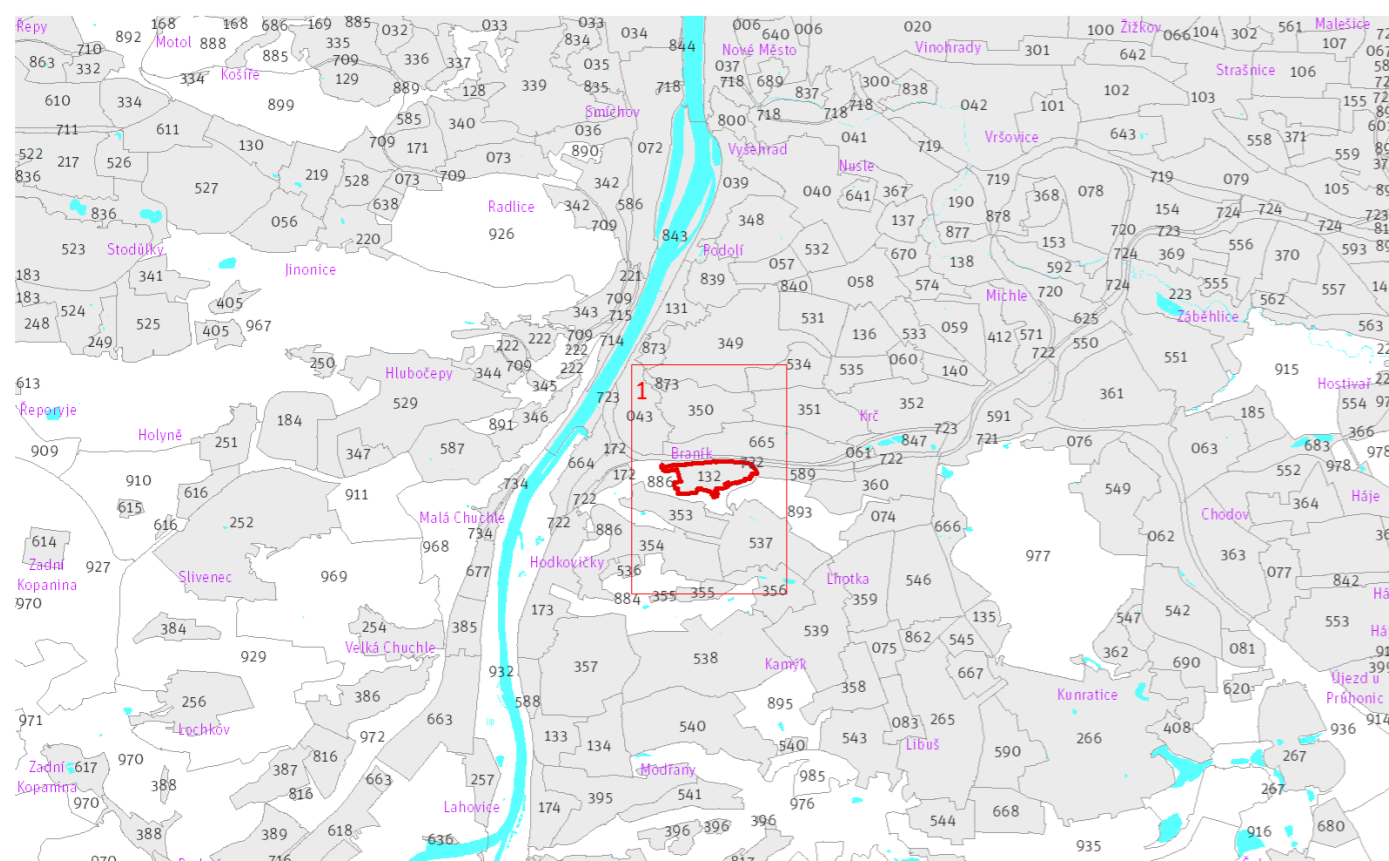 168 168 686 169 885 033 033 006 006 020 100 Žižkov 066 104 302 561 Malešice
Řepy 892 Motol 888 335 032 834 034 844 640 Nové Město Vinohrady 301 642 107
710 885 709 336 337 035 037 Strašnice 106
863 332 334 Košíře 129 889 128 339 835 718 718 689 837 300 838 102 103 155
610 334 899 585 340 Smíchov 800 718 718 718 042 101
711 611 130 709 171 036 072 041 719 Vršovice 643 558 371
522 217 526 890 Vyšehrad Nusle 559
836 527 219 528 073 709 073 342 039 040 641 367 719 719 079 105
836 056 638 Radlice 342 586 348 137 190 368 078 154 724 724 723
523 Stodůlky 220 926 709 843 532 877 878 153 720 723 724 593
341 Jinonice Podolí 057 670 138 592 724 369 556 370
183 221 839 840 058 574 Michle 720 724 223 555 557
183 524 405 709 131 562
248 525 405 967 343 715 531 136 533 059 412 571 625 Záběhlice 563
249 222 222 709 714 873 349 722 550 551
250 Hlubočepy 344 709 222 222 534 535 060 140 915
613 529 345 723 873 1 361 Hostivař
Řeporyje 184 346 043 350 351 Krč 352 591 185 554
Holyně 251 891 723 366
909 347 587 172 665 847 721 076 063 683
664 Braník 722 061 722 978
910 616 911 734 172 886 132 589 360 549 552
615 722 893 364 Háje
616 252 Malá Chuchle 722 353 074 Chodov
614 734 886 666 062
927 968 354 537 977 363
Zadní
Kopanina Slivenec 969 677 Hodkovičky 536 Lhotka 546 077 842
970 884 355 355 356 359
384 254 385 173 135 547 542 553
929 Velká Chuchle 539 862 545 081
357 538 Kamýk 075 362 690
932 667
256 386 588 358 Kunratice 620 Újezd u
Průhonic
971 Lochkov 663 895 083 265 408 936 914
972 133 134 540 540 543 Libuš 590 266
Zadní
Kopanina 617 970 387 816 663 257 Modřany 985 267
970 388 816 Lahovice 174 395 541 976 668 267
388 389 618 636 396 396 396 544 935 916 680